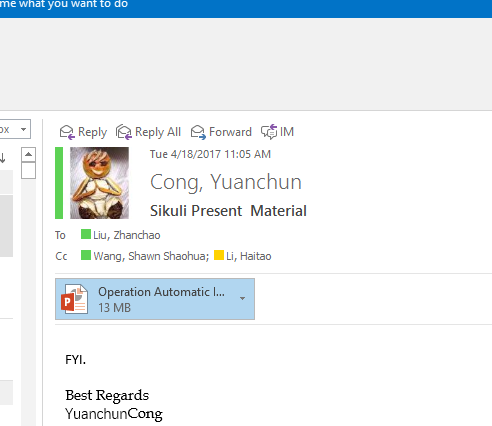 me what you want to do
ox
Reply Reply All Forward IM
Tue 4/18/2017 11:05 AM
Cong, Yuanchun
Sikuli Present Material
To Liu, Zhanchao
Cc Wang, Shawn Shaohua; Li, Haitao
Operation Automatic I...
13 MB
FYI.
Best Regards
YuanchunCong